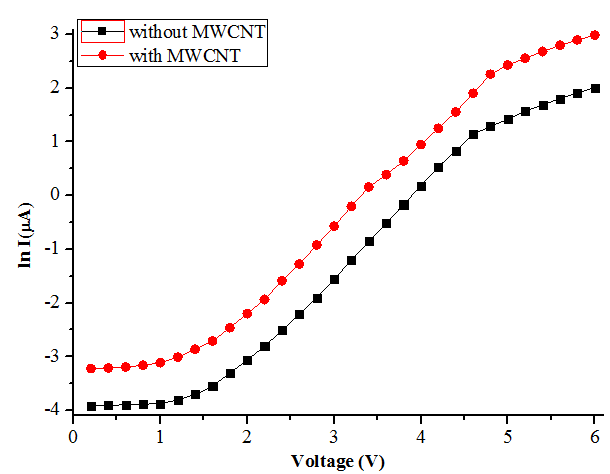 without MWCNT
with MWCNT
3
2
1
0
-1
-2
-3
-4
ln I(μA)
0 1 2 3 4 5 6
Voltage (V)